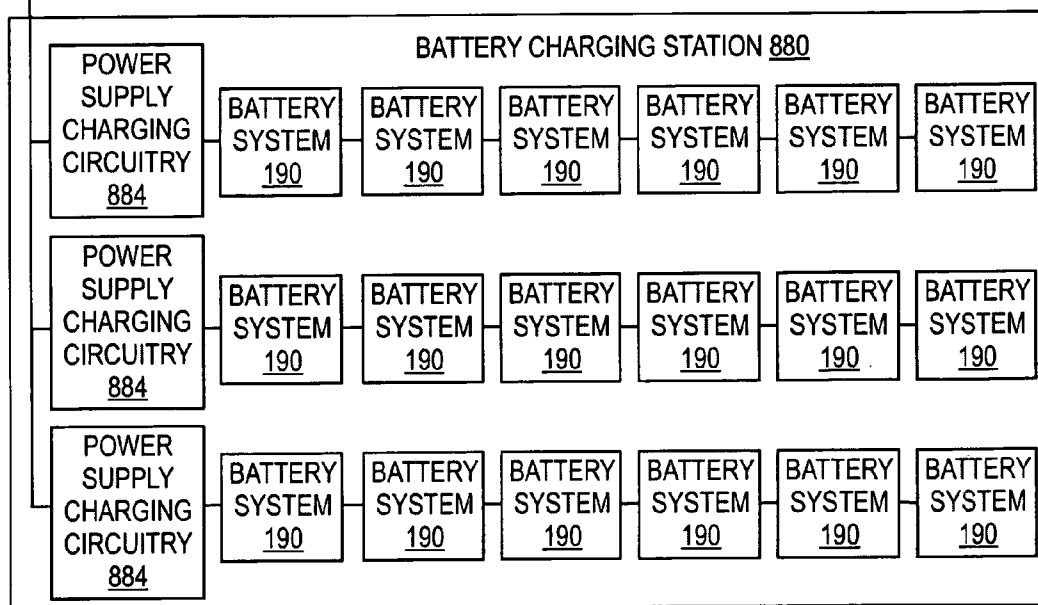 BATTERY CHARGING STATION 880
POWER
SUPPLY
CHARGING
CIRCUITRY
884
BATTERY
SYSTEM
190
BATTERY
SYSTEM
190
BATTERY
SYSTEM
190
BATTERY
SYSTEM
190
BATTERY
SYSTEM
190
BATTERY
SYSTEM
190
POWER
SUPPLY
CHARGING
CIRCUITRY
884
BATTERY
SYSTEM
190
BATTERY
SYSTEM
190
BATTERY
SYSTEM
190
BATTERY
SYSTEM
190
BATTERY
SYSTEM
190
BATTERY
SYSTEM
190
POWER
SUPPLY
CHARGING
CIRCUITRY
884
BATTERY
SYSTEM
190
BATTERY
SYSTEM
190
BATTERY
SYSTEM
190
BATTERY
SYSTEM
190
BATTERY
SYSTEM
190
BATTERY
SYSTEM
190